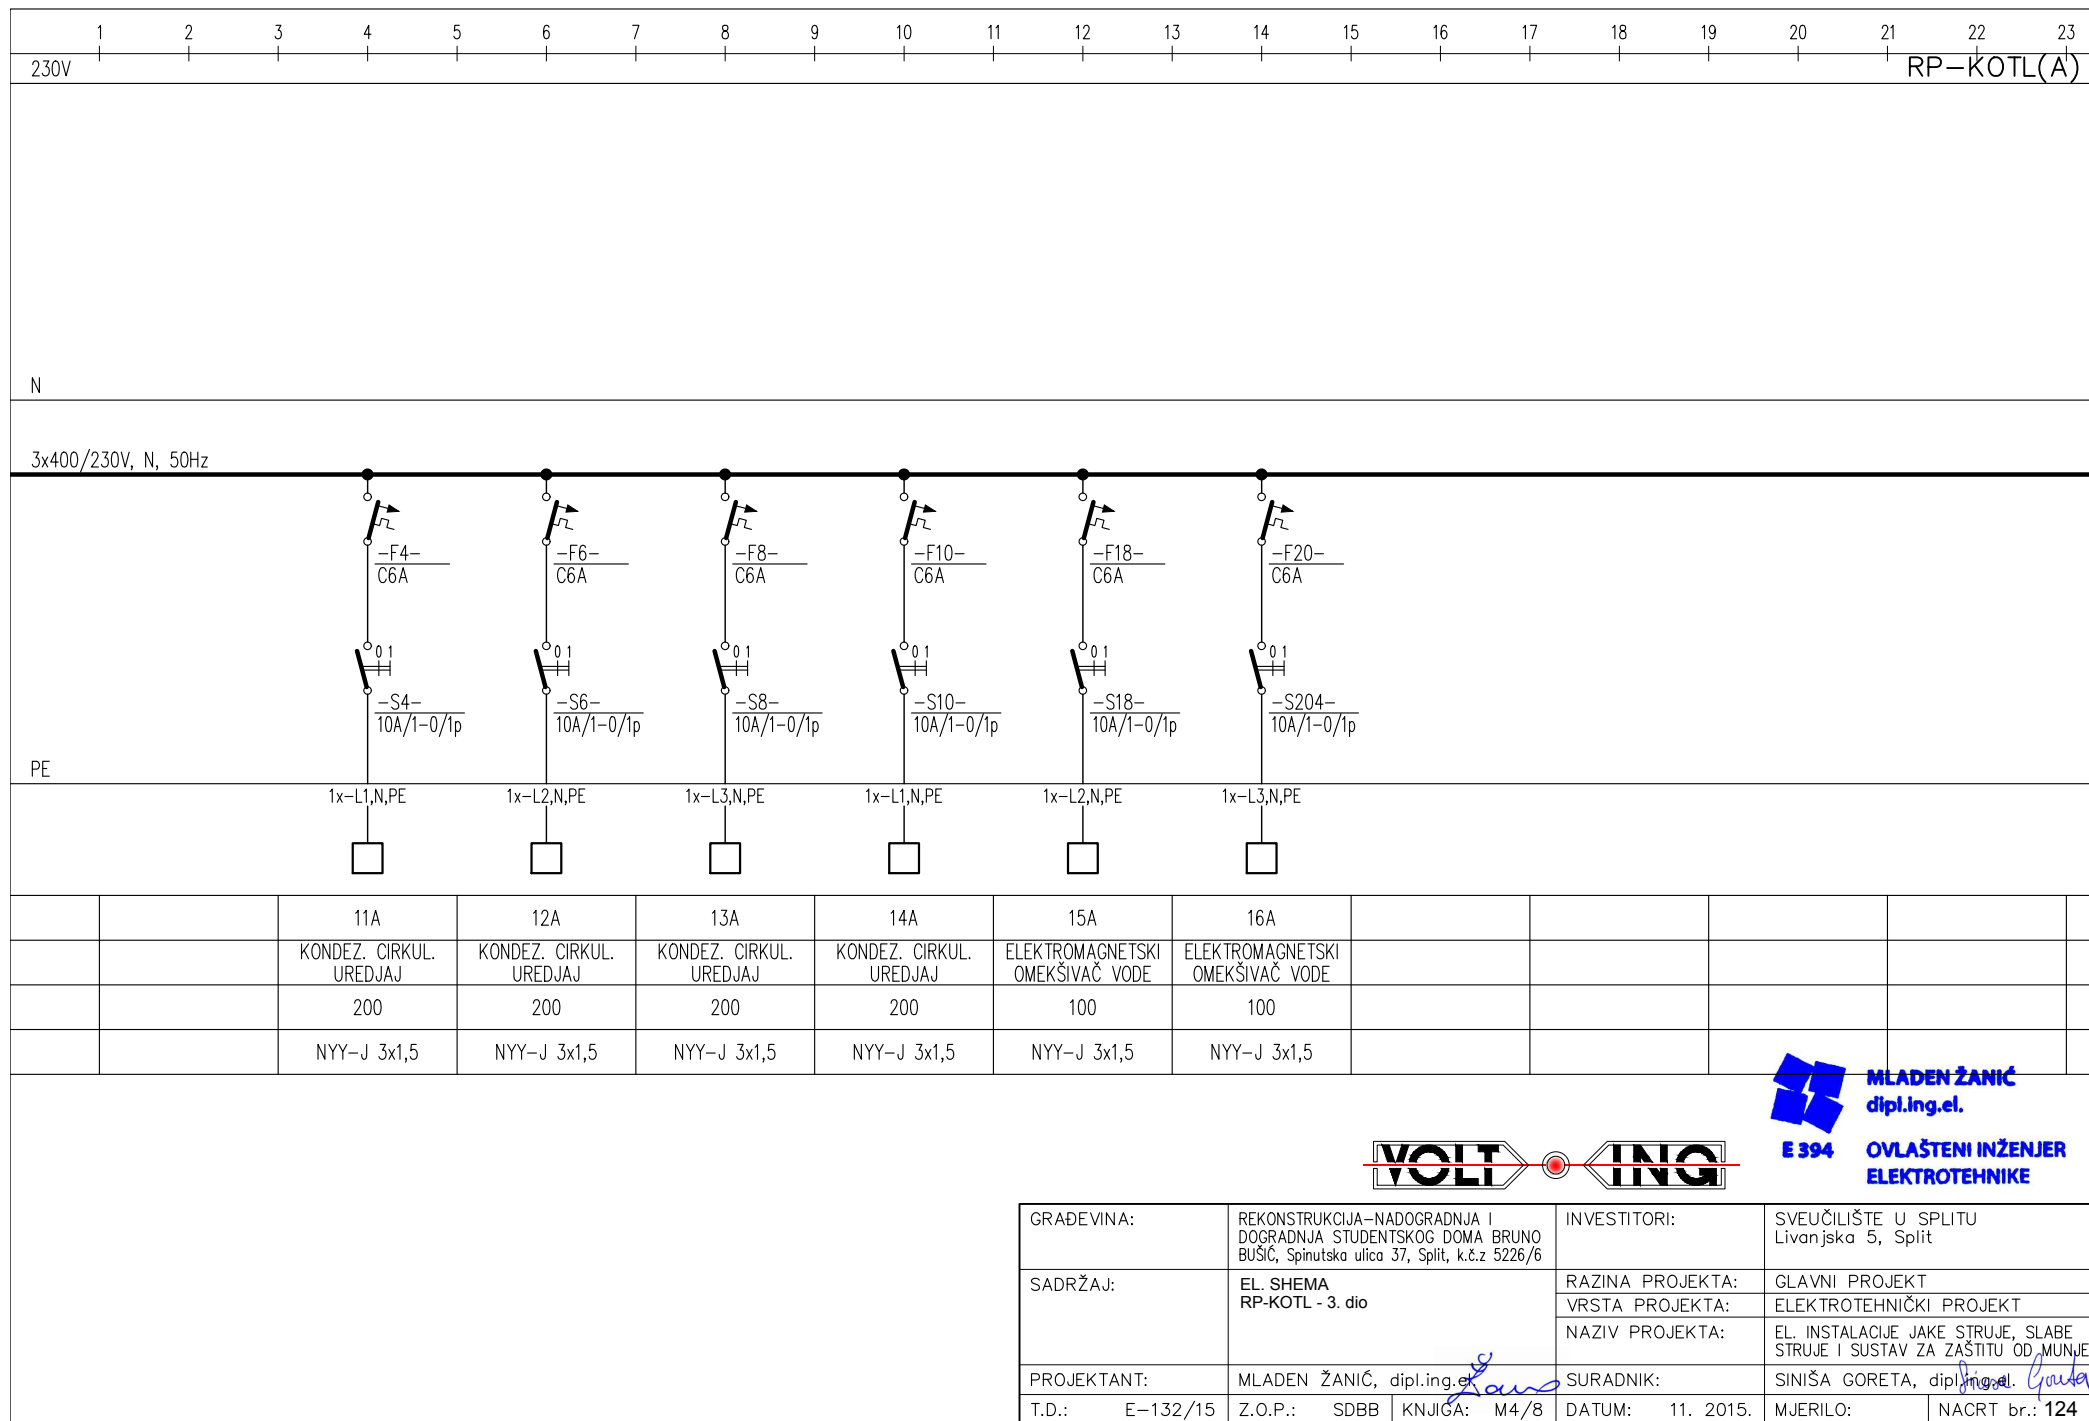 1 2 3 4 5 6 7 8 9 10 11 12 13 14 15 16 17 18 19 20 21 22 23
230V RP-KOTL(A)
N
3x400/230V, N, 50Hz
-F4- -F6- -F8- -F10- -F18- -F20-
C6A C6A C6A C6A C6A C6A
0 1 0 1 0 1 0 1 0 1 0 1
-S4- -S6- -S8- -S10- -S18- -S204-
10A/1-0/1p 10A/1-0/1p 10A/1-0/1p 10A/1-0/1p 10A/1-0/1p 10A/1-0/1p
PE
1x-L1,N,PE 1x-L2,N,PE 1x-L3,N,PE 1x-L1,N,PE 1x-L2,N,PE 1x-L3,N,PE
11A 12A 13A 14A 15A 16A
KONDEZ. CIRKUL. KONDEZ. CIRKUL. KONDEZ. CIRKUL. KONDEZ. CIRKUL. ELEKTROMAGNETSKI ELEKTROMAGNETSKI
UREDJAJ UREDJAJ UREDJAJ UREDJAJ OMEKŠIVAČ VODE OMEKŠIVAČ VODE
200 200 200 200 100 100
NYY-J 3x1,5 NYY-J 3x1,5 NYY-J 3x1,5 NYY-J 3x1,5 NYY-J 3x1,5 NYY-J 3x1,5
MLADEN ŽANIĆ
dipl.ing.el.
E 394 OVLAŠTENI INŽENJER
ELEKTROTEHNIKE
VOLT ING
GRAĐEVINA: REKONSTRUKCIJA-NADOGRADNJA I
DOGRADNJA STUDENTSKOG DOMA BRUNO
BUŠIĆ, Spinutska ulica 37, Split, k.č.z 5226/6
INVESTITORI: SVEUČILIŠTE U SPLITU
Livanjska 5, Split
SADRŽAJ: EL. SHEMA
RP-KOTL - 3. dio
RAZINA PROJEKTA: GLAVNI PROJEKT
VRSTA PROJEKTA: ELEKTROTEHNIČKI PROJEKT
NAZIV PROJEKTA: EL. INSTALACIJE JAKE STRUJE, SLABE
STRUJE I SUSTAV ZA ZAŠTITU OD MUNJE
PROJEKTANT: MLADEN ŽANIĆ, dipl.ing.el. SURADNIK: SINIŠA GORETA, dipl.ing.el.
T.D.: E-132/15 Z.O.P.: SDBB KNJIGA: M4/8 DATUM: 11. 2015. MJERILO: NACRT br.: 124